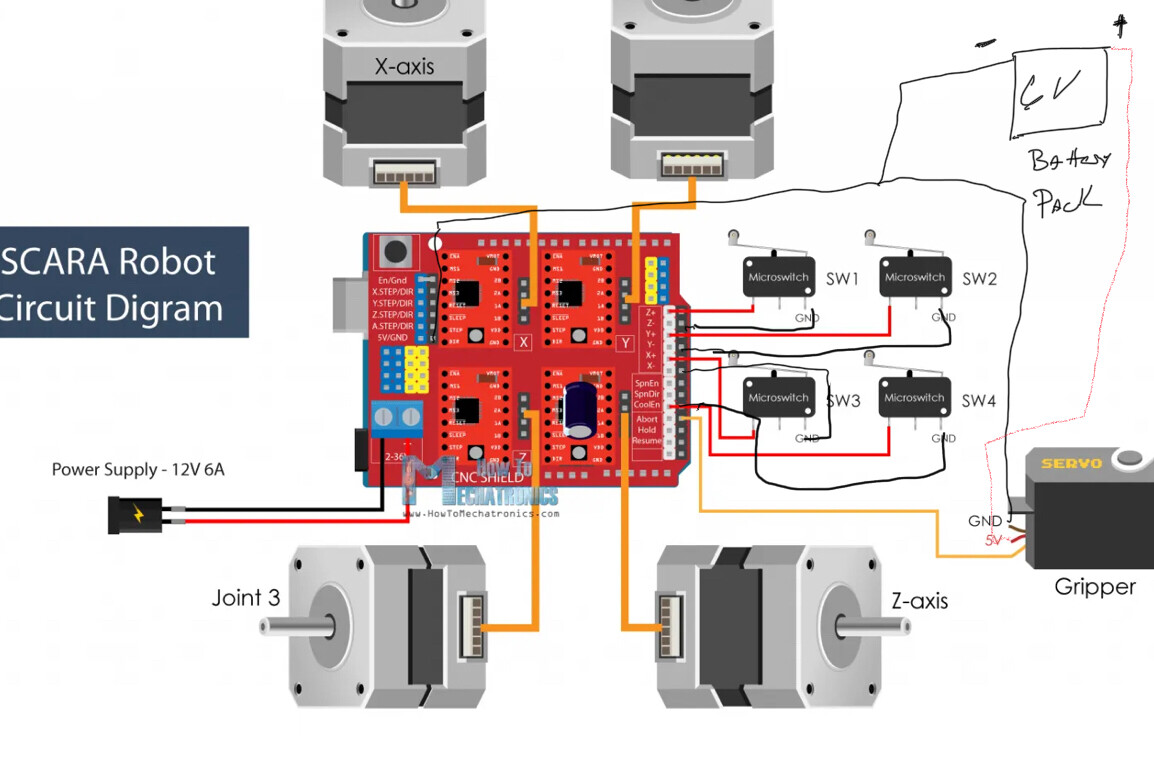 +
-
X-axis
6V
Battery
Pack
SCARA Robot
Circuit Digram
En/Gnd
X.STEP/DIR
Y.STEP/DIR
Z.STEP/DIR
A.STEP/DIR
5V/GND
X
Y
Z+
Z-
Y+
Y-
X+
X-
SpnEn
SpnDir
CoolEn
Abort
Hold
Resume
Microswitch
SW1
GND
Microswitch
SW2
GND
Microswitch
SW3
GND
Microswitch
SW4
GND
Z
2-36
CNC SHIELD
How To
Mechatronics
www.HowToMechatronics.com
Power Supply - 12V 6A
SERVO
GND
5V
Gripper
Joint 3
Z-axis